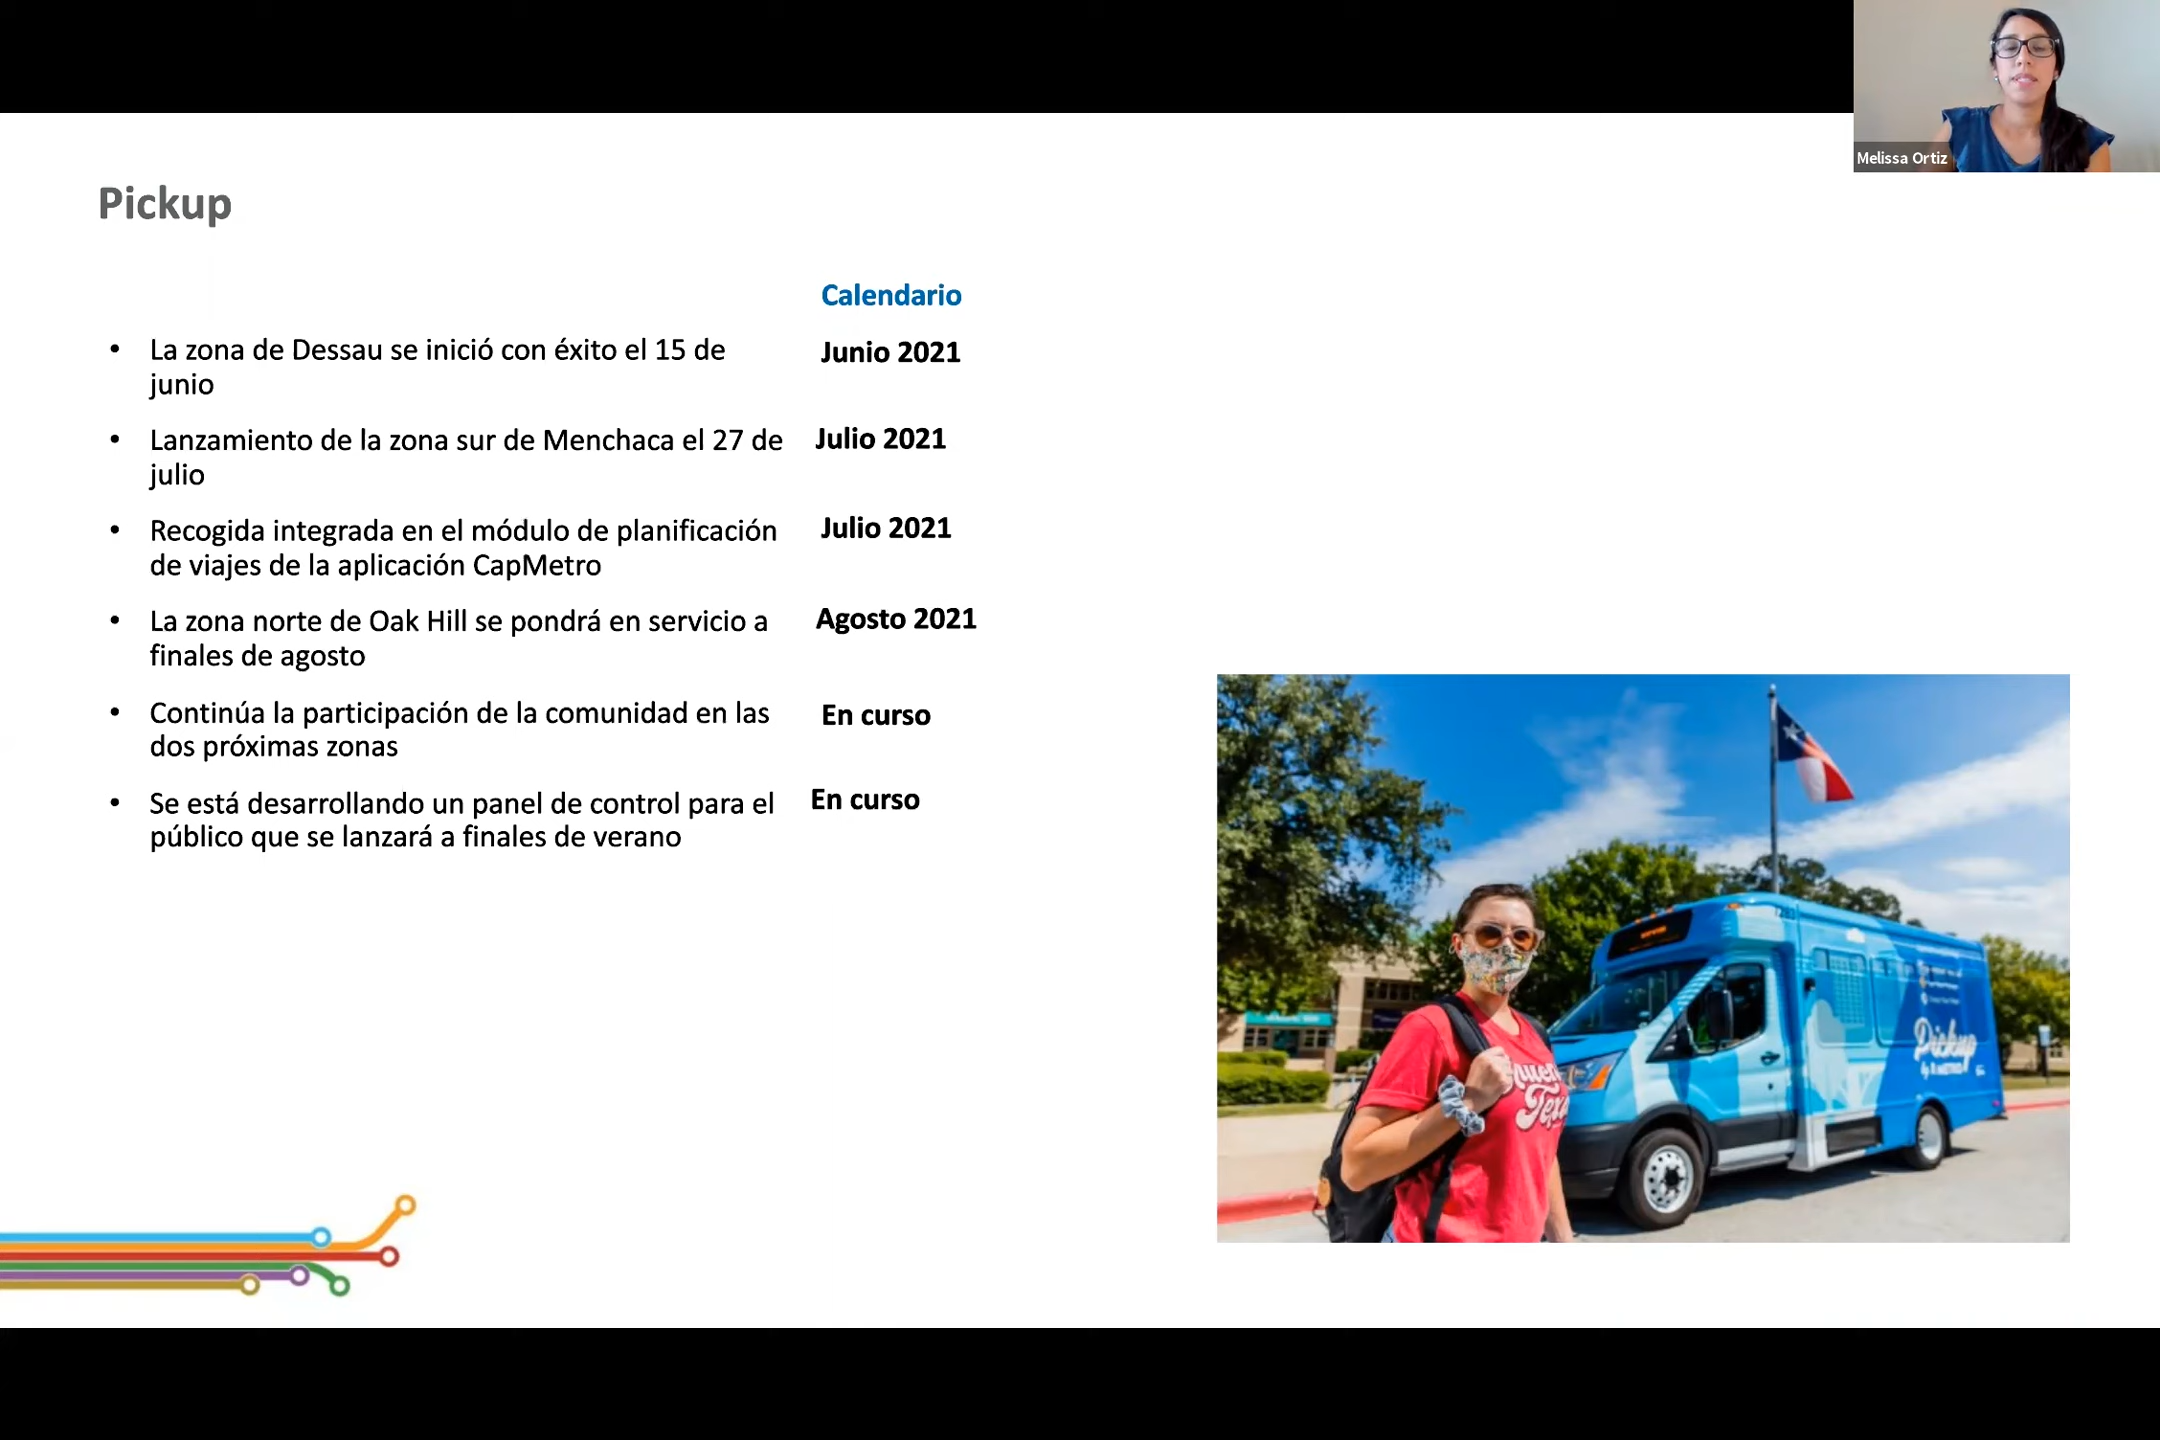 Melissa Ortiz
Pickup
Calendario
La zona de Dessau se inició con éxito el 15 de
junio
Junio 2021
Lanzamiento de la zona sur de Menchaca el 27 de
julio
Julio 2021
Recogida integrada en el módulo de planificación
de viajes de la aplicación CapMetro
Julio 2021
La zona norte de Oak Hill se pondrá en servicio a
finales de agosto
Agosto 2021
Continúa la participación de la comunidad en las
dos próximas zonas
En curso
Se está desarrollando un panel de control para el
público que se lanzará a finales de verano
En curso
Pickup
by METRO